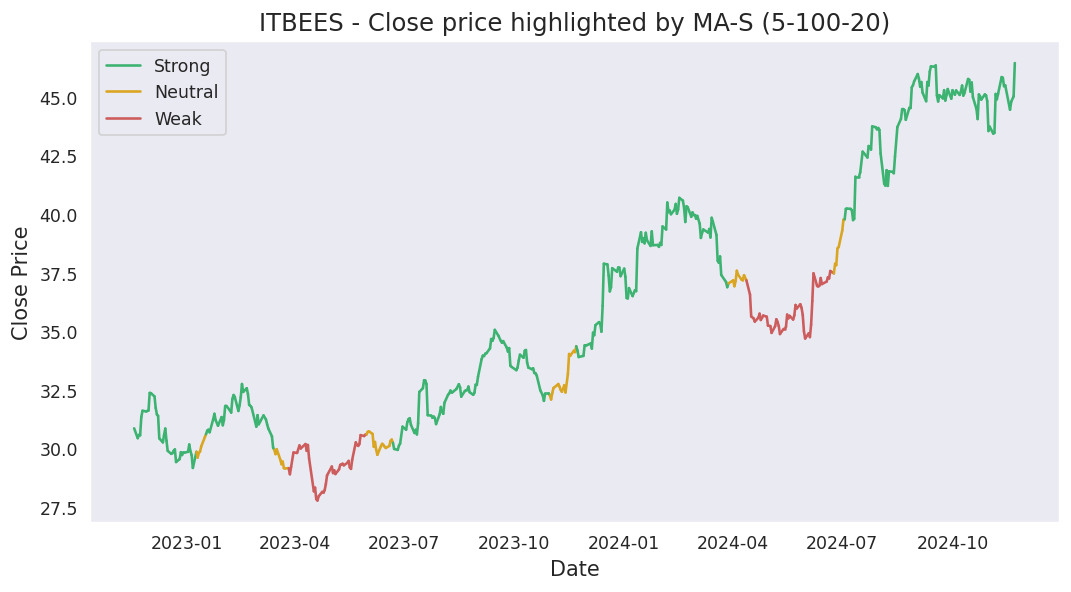 ITBEES - Close price highlighted by MA-S (5-100-20)
Strong
Neutral
Weak
45.0
42.5
40.0
37.5
35.0
32.5
30.0
27.5
Close Price
2023-01 2023-04 2023-07 2023-10 2024-01 2024-04 2024-07 2024-10
Date